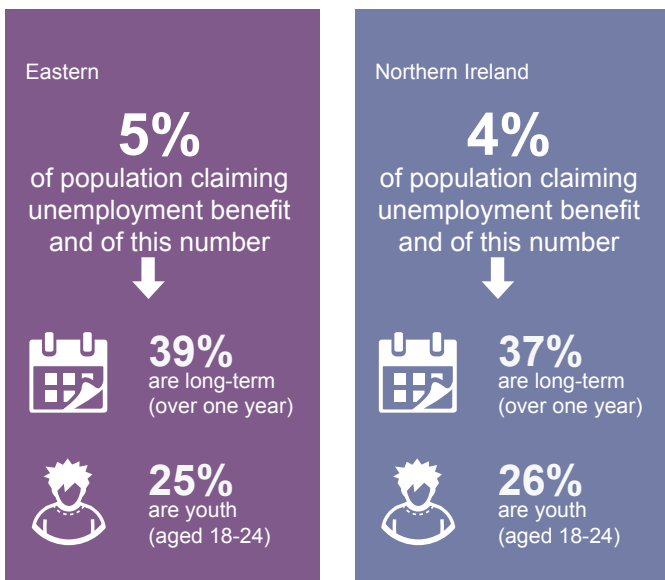 Eastern
5%
of population claiming
unemployment benefit
and of this number
39%
are long-term
(over one year)
25%
are youth
(aged 18-24)
Northern Ireland
4%
of population claiming
unemployment benefit
and of this number
37%
are long-term
(over one year)
26%
are youth
(aged 18-24)